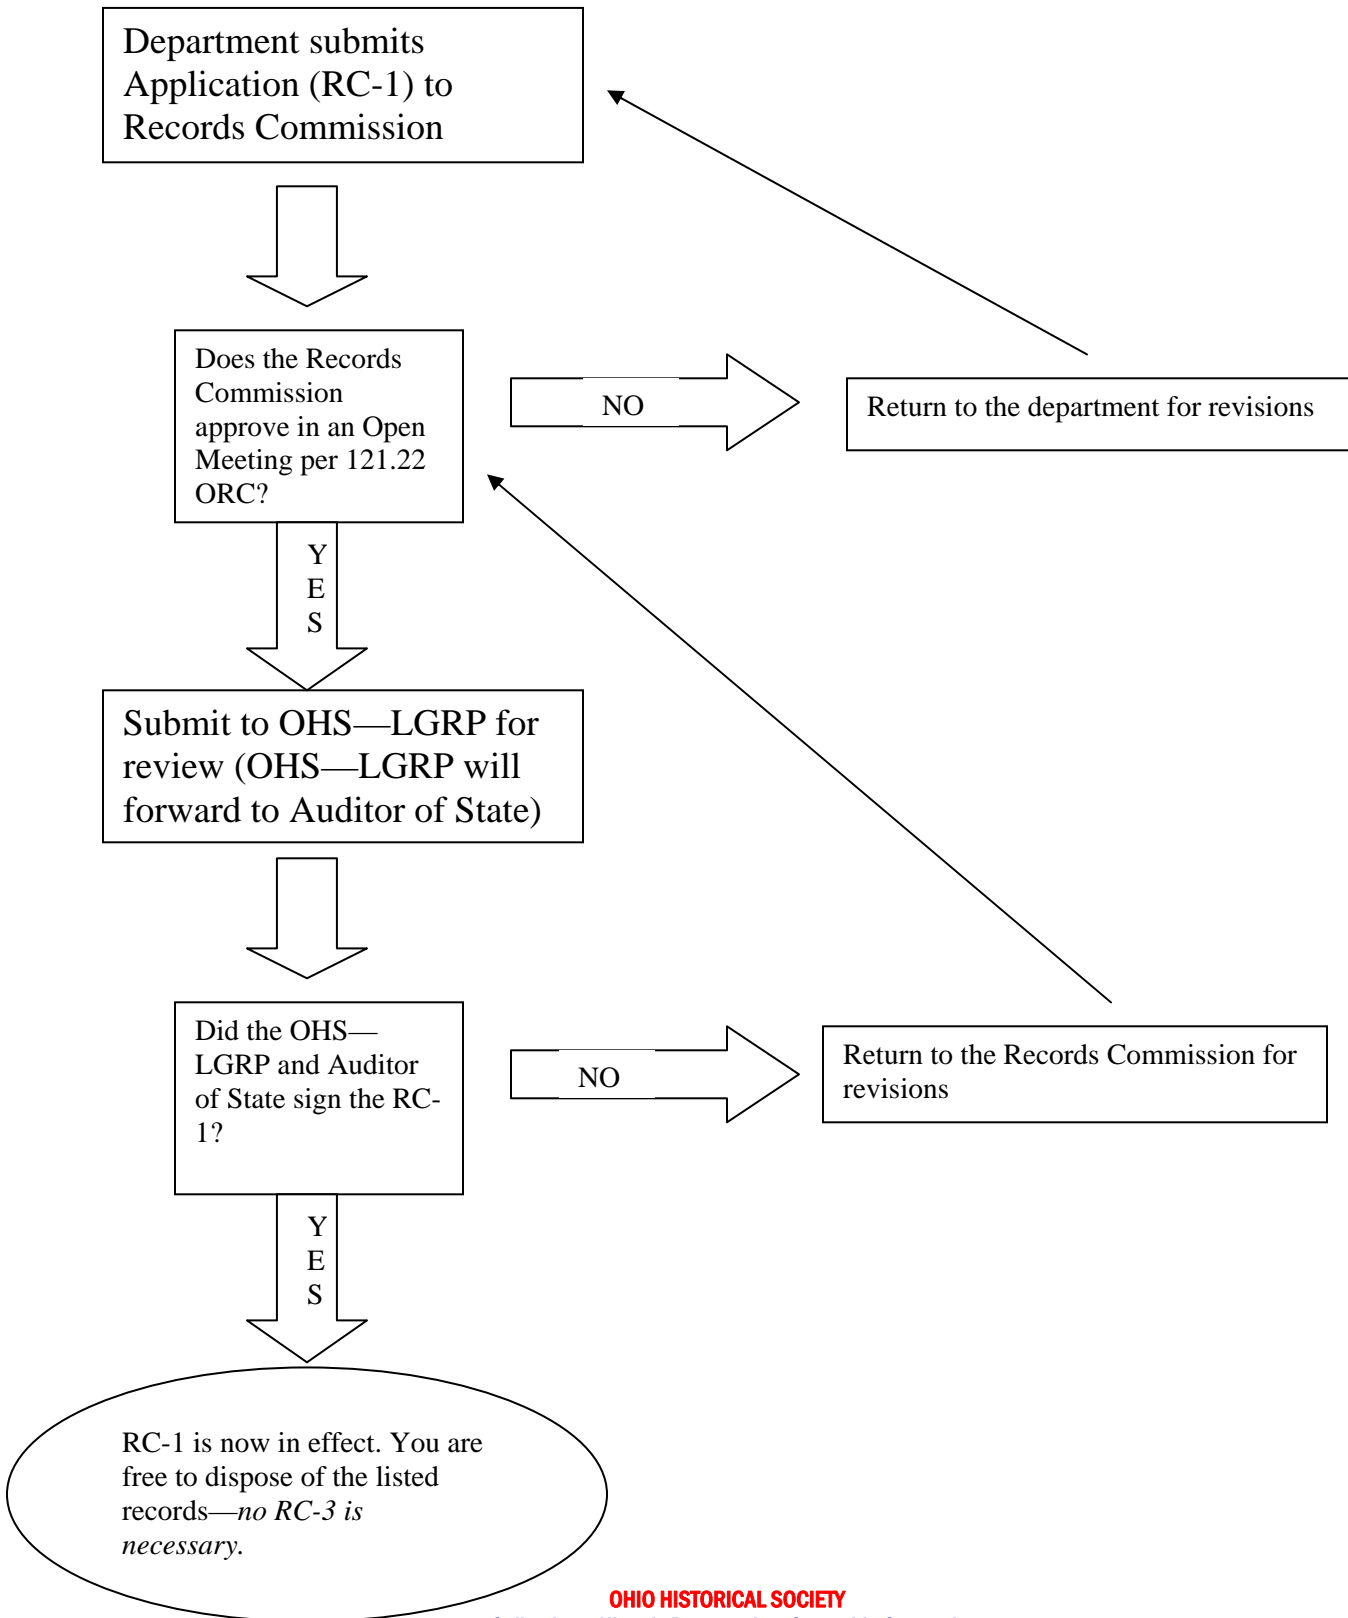 Department submits
Application (RC-1) to
Records Commission
Does the Records
Commission
approve in an Open
Meeting per 121.22
ORC?
NO
Return to the department for revisions
Y
E
S
Submit to OHS—LGRP for
review (OHS—LGRP will
forward to Auditor of State)
Did the OHS—
LGRP and Auditor
of State sign the RC-
1?
NO
Return to the Records Commission for
revisions
Y
E
S
RC-1 is now in effect. You are
free to dispose of the listed
records—no RC-3 is
necessary.
OHIO HISTORICAL SOCIETY